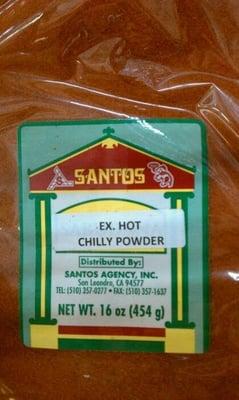 SANTOS
EX. HOT
CHILLY POWDER
Distributed By:
SANTOS AGENCY, INC.
San Leandro, CA 94577
TEL: (510) 357-0277 • FAX: (510) 357-1637
NET WT. 16 oz (454 g)